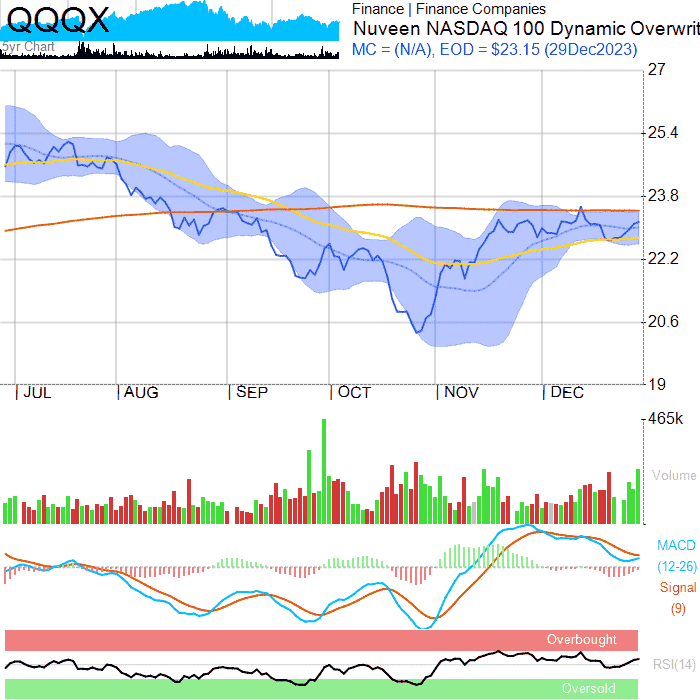 QQQX
5yr Chart
Finance | Finance Companies
Nuveen NASDAQ 100 Dynamic Overwrit
MC = (N/A), EOD = $23.15 (29Dec2023)
27
25.4
23.8
22.2
20.6
19
| JUL | AUG | SEP | OCT | NOV | DEC
465k
Volume
MACD
(12-26)
Signal
(9)
Overbought
RSI(14)
Oversold